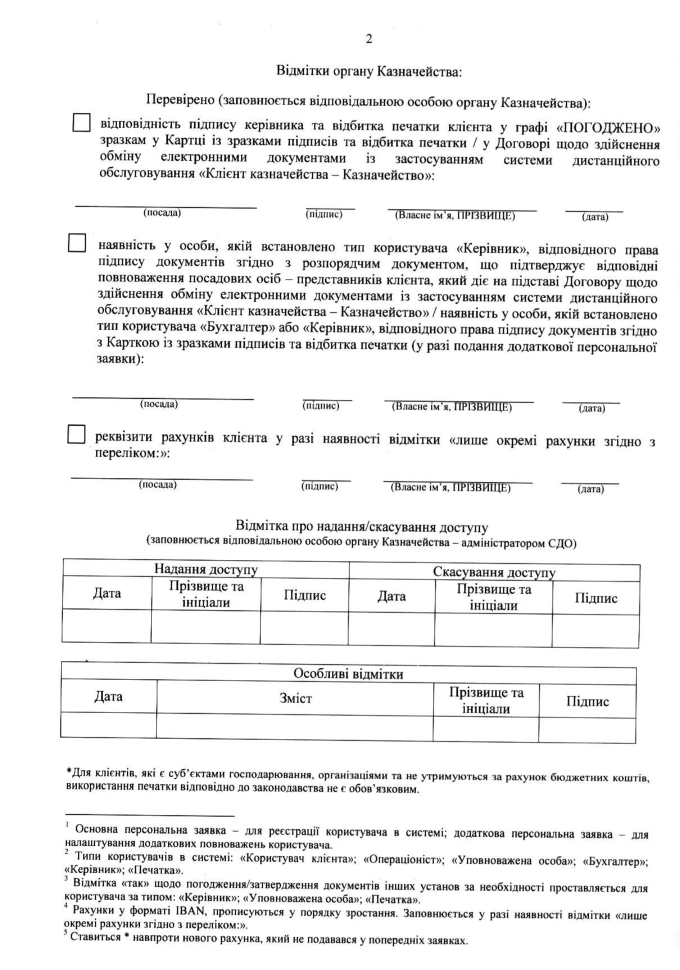 2
Відмітки органу Казначейства:
Перевірено (заповнюється відповідальною особою органу Казначейства):
відповідність підпису керівника та відбитка печатки клієнта у графі «ПОГОДЖЕНО»
зразкам у Картці із зразками підписів та відбитка печатки / у Договорі щодо здійснення
обміну електронними документами із застосуванням системи дистанційного
обслуговування «Клієнт казначейства – Казначейство»:
(посада) (підпис) (Власне ім’я, ПРІЗВИЩЕ) (дата)
наявність у особи, якій встановлено тип користувача «Керівник», відповідного права
підпису документів згідно з розпорядчим документом, що підтверджує відповідні
повноваження посадових осіб – представників клієнта, який діє на підставі Договору щодо
здійснення обміну електронними документами із застосуванням системи дистанційного
обслуговування «Клієнт казначейства – Казначейство» / наявність у особи, якій встановлено
тип користувача «Бухгалтер» або «Керівник», відповідного права підпису документів згідно
з Карткою із зразками підписів та відбитка печатки (у разі подання додаткової персональної
заявки):
(посада) (підпис) (Власне ім’я, ПРІЗВИЩЕ) (дата)
реквізити рахунків клієнта у разі наявності відмітки «лише окремі рахунки згідно з
переліком:»:
(посада) (підпис) (Власне ім’я, ПРІЗВИЩЕ) (дата)
Відмітка про надання/скасування доступу
(заповнюється відповідальною особою органу Казначейства – адміністратором СДО)
Надання доступу Скасування доступу
Дата Прізвище та ініціали Підпис Дата Прізвище та ініціали Підпис
Особливі відмітки
Дата Зміст Прізвище та ініціали Підпис
*Для клієнтів, які є суб’єктами господарювання, організаціями та не утримуються за рахунок бюджетних коштів,
використання печатки відповідно до законодавства не є обов’язковим.
1 Основна персональна заявка – для реєстрації користувача в системі; додаткова персональна заявка – для
налаштування додаткових повноважень користувача.
2 Типи користувачів в системі: «Користувач клієнта»; «Операціоніст»; «Уповноважена особа»; «Бухгалтер»;
«Керівник»; «Печатка».
3 Відмітка «так» щодо погодження/затвердження документів інших установ за необхідності проставляється для
користувача за типом: «Керівник»; «Уповноважена особа»; «Печатка».
4 Рахунки у форматі IBAN, прописуються у порядку зростання. Заповнюється у разі наявності відмітки «лише
окремі рахунки згідно з переліком:».
5 Ставиться * навпроти нового рахунка, який не подавався у попередніх заявках.